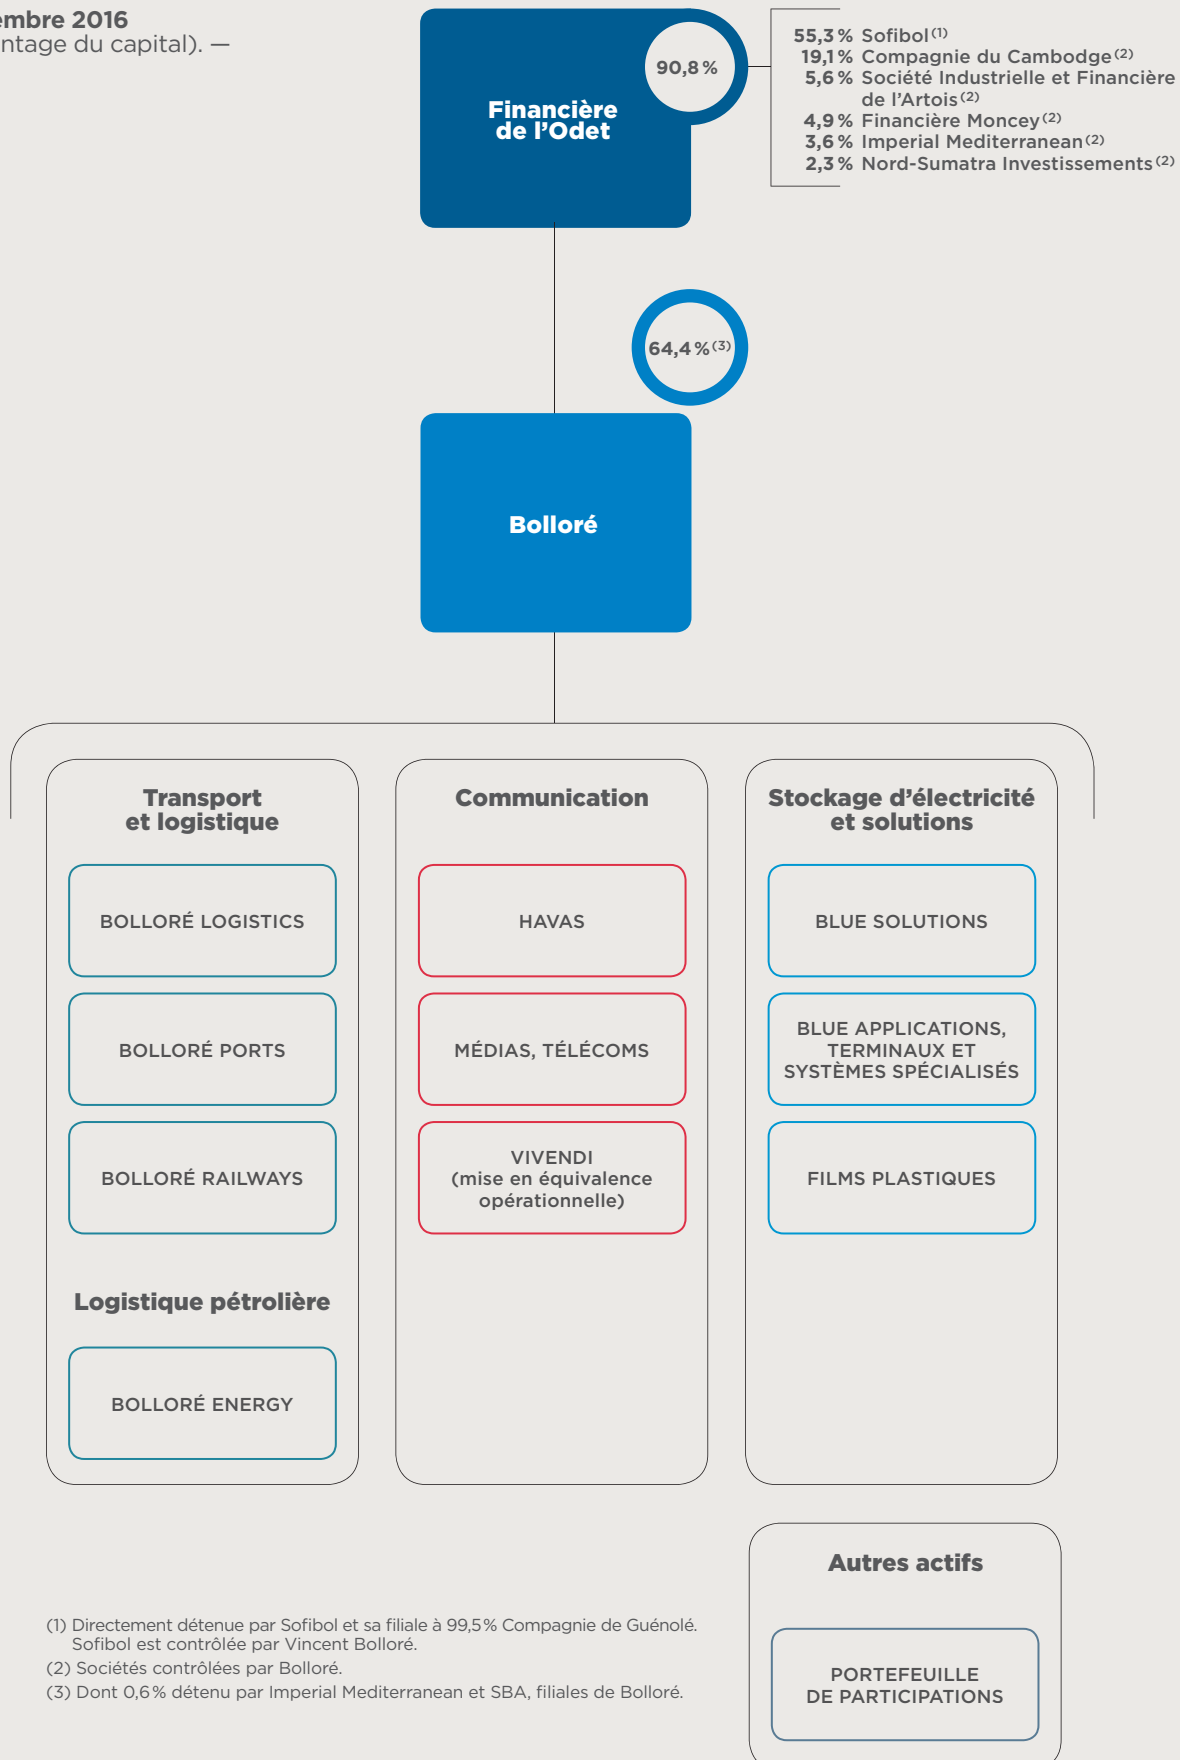 2016
du capital). —
Financière
de l’Odet
90,8 %
55,3 % Sofibol (1)
19,1 % Compagnie du Cambodge (2)
5,6 % Société Industrielle et Financière
de l’Artois (2)
4,9 % Financière Moncey (2)
3,6 % Imperial Mediterranean (2)
2,3 % Nord-Sumatra Investissements (2)
64,4 % (3)
Bolloré
Transport
et logistique
BOLLORÉ LOGISTICS
BOLLORÉ PORTS
BOLLORÉ RAILWAYS
Logistique pétrolière
BOLLORÉ ENERGY
Communication
HAVAS
MÉDIAS, TÉLÉCOMS
VIVENDI
(mise en équivalence
opérationnelle)
Stockage d’électricité
et solutions
BLUE SOLUTIONS
BLUE APPLICATIONS,
TERMINAUX ET
SYSTÈMES SPÉCIALISÉS
FILMS PLASTIQUES
Autres actifs
PORTEFEUILLE
DE PARTICIPATIONS
(1) Directement détenue par Sofibol et sa filiale à 99,5 % Compagnie de Guénolé.
Sofibol est contrôlée par Vincent Bolloré.
(2) Sociétés contrôlées par Bolloré.
(3) Dont 0,6 % détenu par Imperial Mediterranean et SBA, filiales de Bolloré.